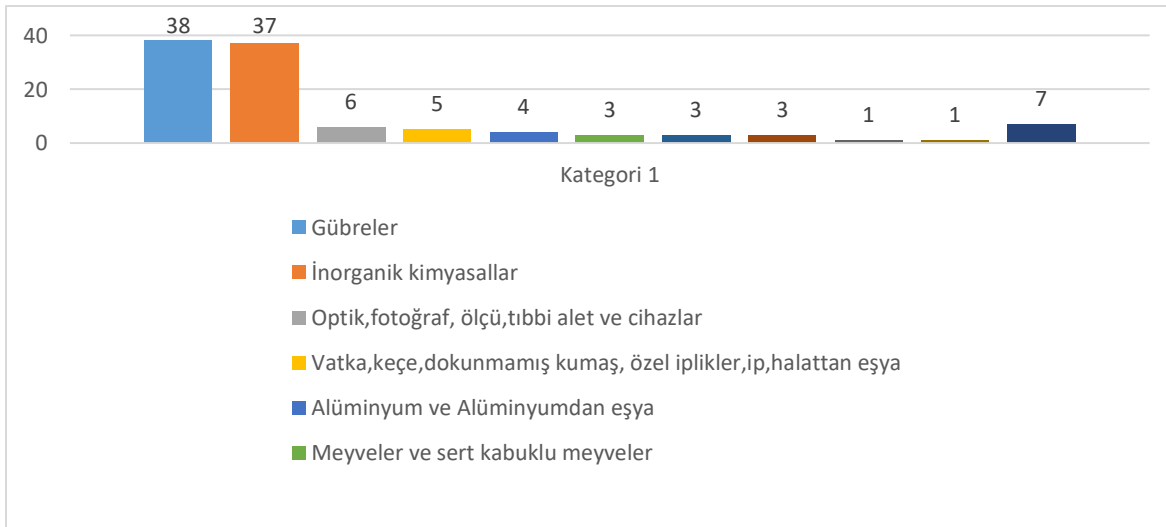 38
37
40
20
6
5
4
3
3
3
1
1
7
0
Kategori 1
Gübreler
İnorganik kimyasallar
Optik,fotoğraf, ölçü,tıbbi alet ve cihazlar
Vatka,keçe,dokunmamış kumaş, özel iplikler,ip,halattan eşya
Alüminyum ve Alüminyumdan eşya
Meyveler ve sert kabuklu meyveler